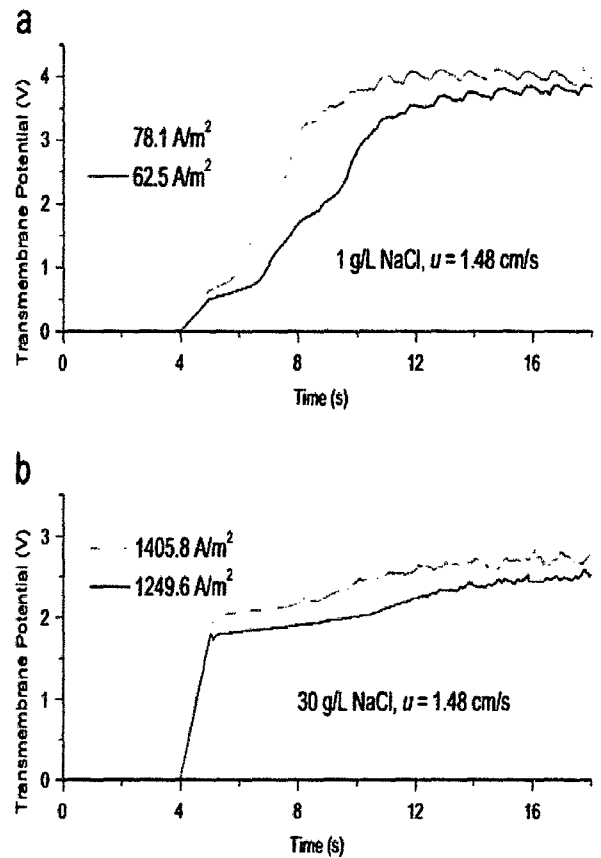 a
Transmembrane Potential (V)
4
3
2
1
0
78.1 A/m²
62.5 A/m²
1 g/L NaCl, u = 1.48 cm/s
0 4 8 12 16
Time (s)
b
Transmembrane Potential (V)
3
2
1
0
1405.8 A/m²
1249.6 A/m²
30 g/L NaCl, u = 1.48 cm/s
0 4 8 12 16
Time (s)